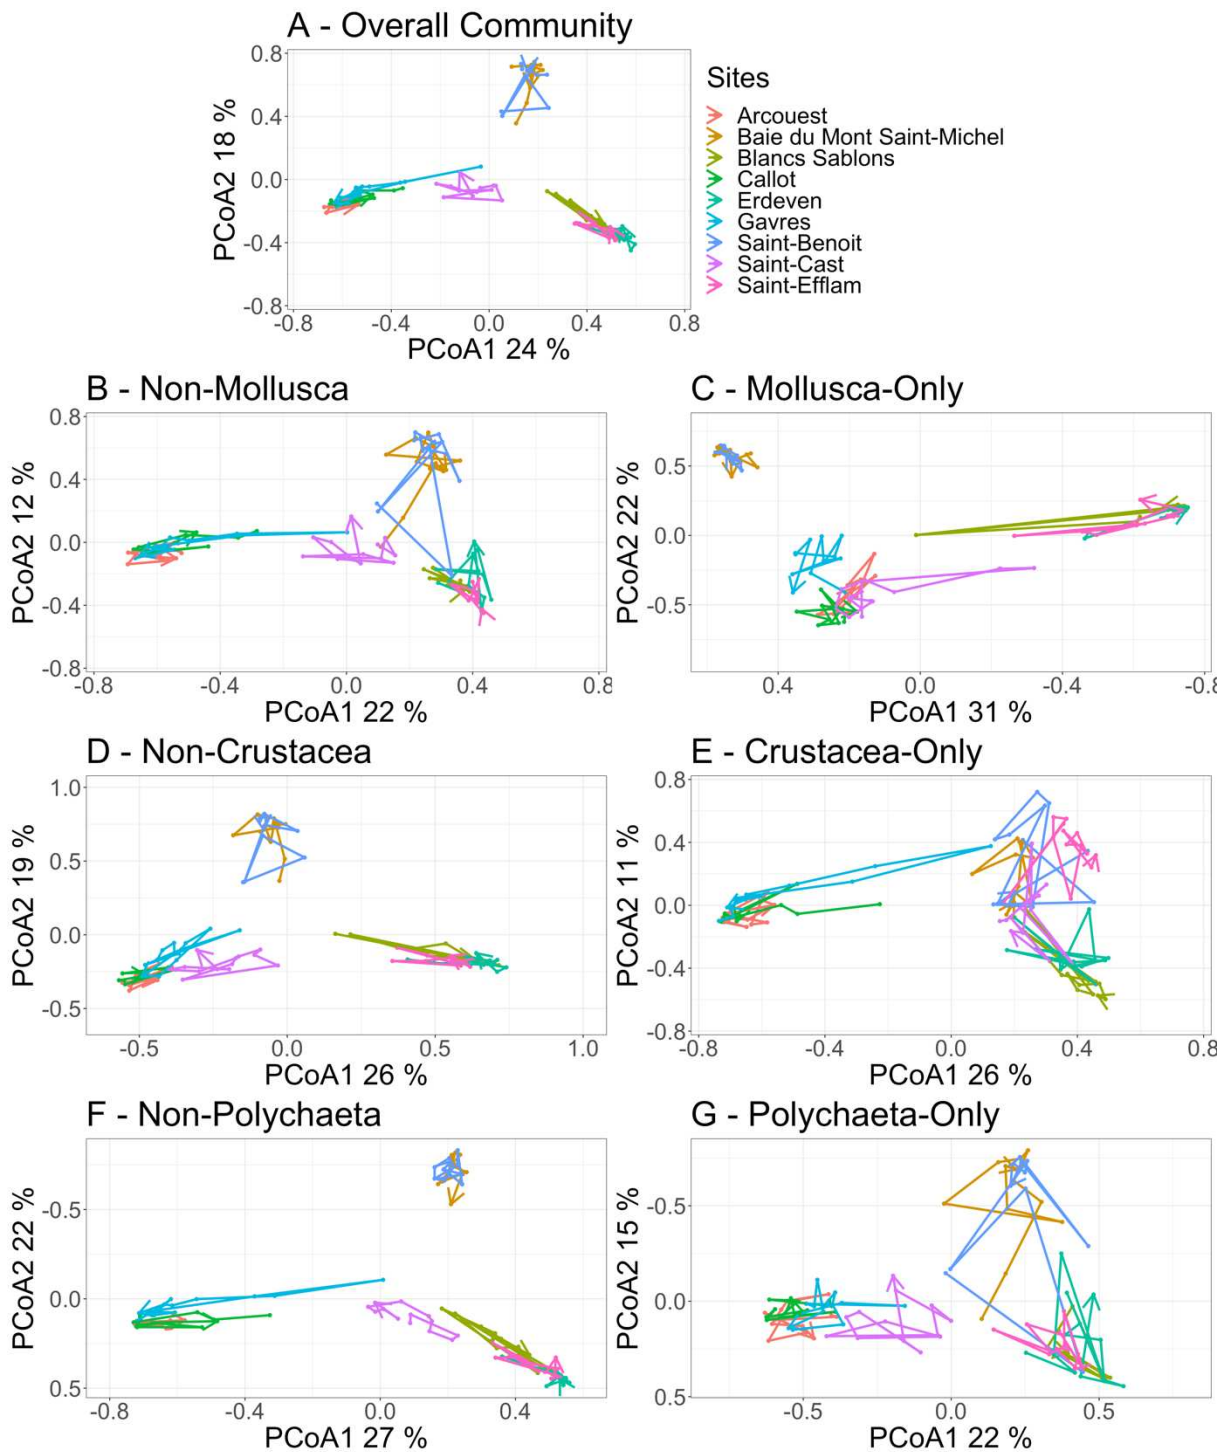 A - Overall Community
0.8
0.4
0.0
-0.4
-0.8
PCoA2 18 %
-0.8 -0.4 0.0 0.4 0.8
PCoA1 24 %
Sites
Arcouest
Baie du Mont Saint-Michel
Blancs Sablons
Callot
Erdeven
Gavres
Saint-Benoit
Saint-Cast
Saint-Efflam
B - Non-Mollusca
0.8
0.4
0.0
-0.4
-0.8
PCoA2 12 %
-0.8 -0.4 0.0 0.4 0.8
PCoA1 22 %
C - Mollusca-Only
0.5
0.0
-0.5
PCoA2 22 %
0.4 0.0 -0.4 -0.8
PCoA1 31 %
D - Non-Crustacea
1.0
0.5
0.0
-0.5
PCoA2 19 %
-0.5 0.0 0.5 1.0
PCoA1 26 %
E - Crustacea-Only
0.8
0.4
0.0
-0.4
-0.8
PCoA2 11 %
-0.8 -0.4 0.0 0.4 0.8
PCoA1 26 %
F - Non-Polychaeta
-0.5
0.0
0.5
PCoA2 22 %
-0.8 -0.4 0.0 0.4
PCoA1 27 %
G - Polychaeta-Only
-0.5
0.0
0.5
PCoA2 15 %
-0.5 0.0 0.5
PCoA1 22 %